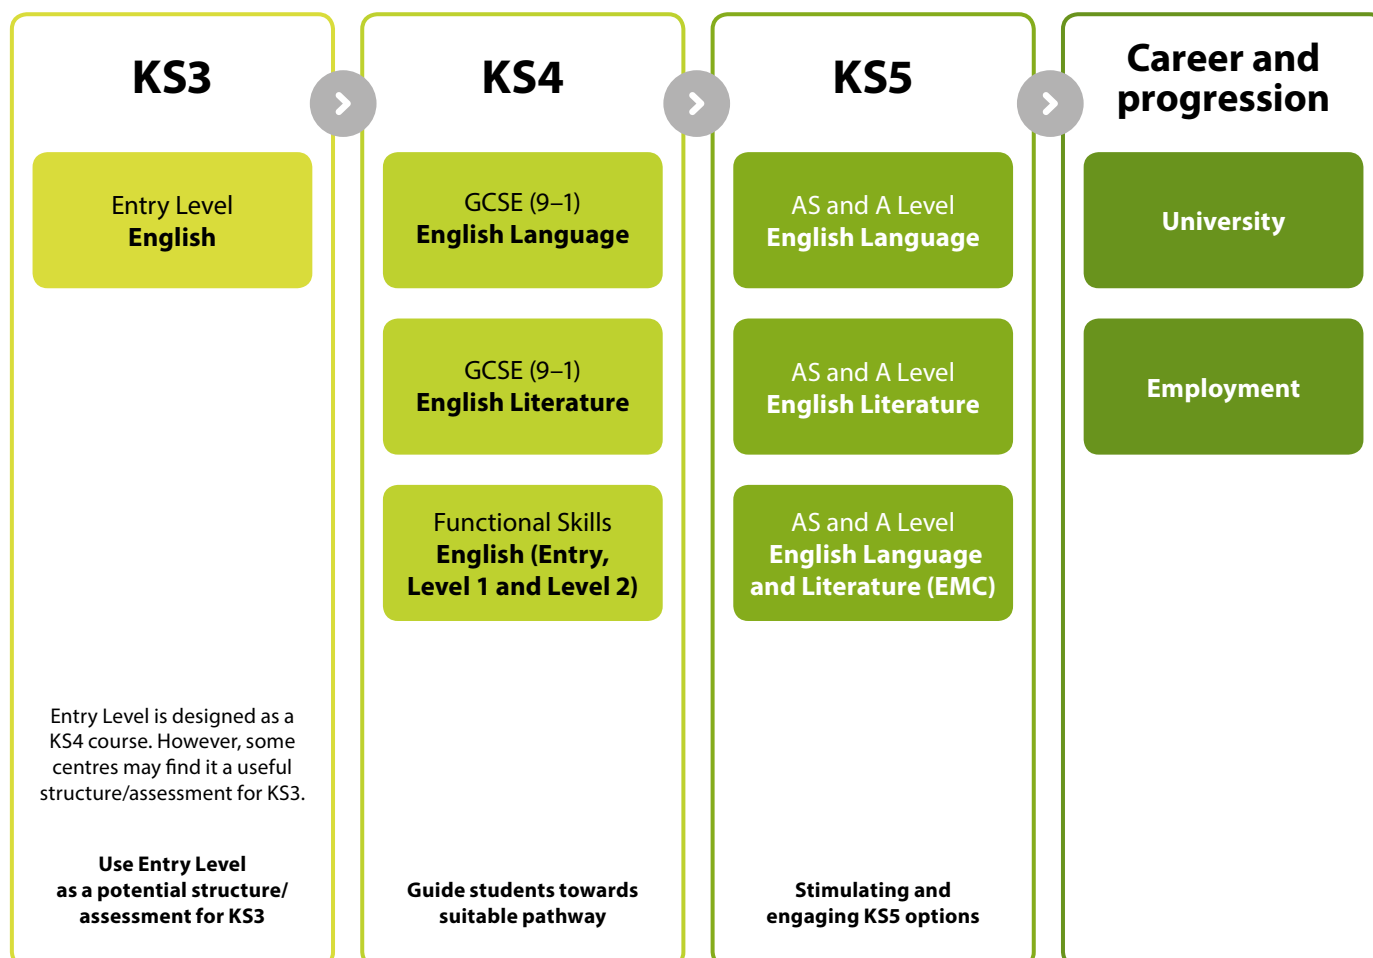 KS3
Entry Level
English
Entry Level is designed as a
KS4 course. However, some
centres may find it a useful
structure/assessment for KS3.
Use Entry Level
as a potential structure/
assessment for KS3
KS4
GCSE (9–1)
English Language
GCSE (9–1)
English Literature
Functional Skills
English (Entry,
Level 1 and Level 2)
Guide students towards
suitable pathway
KS5
AS and A Level
English Language
AS and A Level
English Literature
AS and A Level
English Language
and Literature (EMC)
Stimulating and
engaging KS5 options
Career and
progression
University
Employment